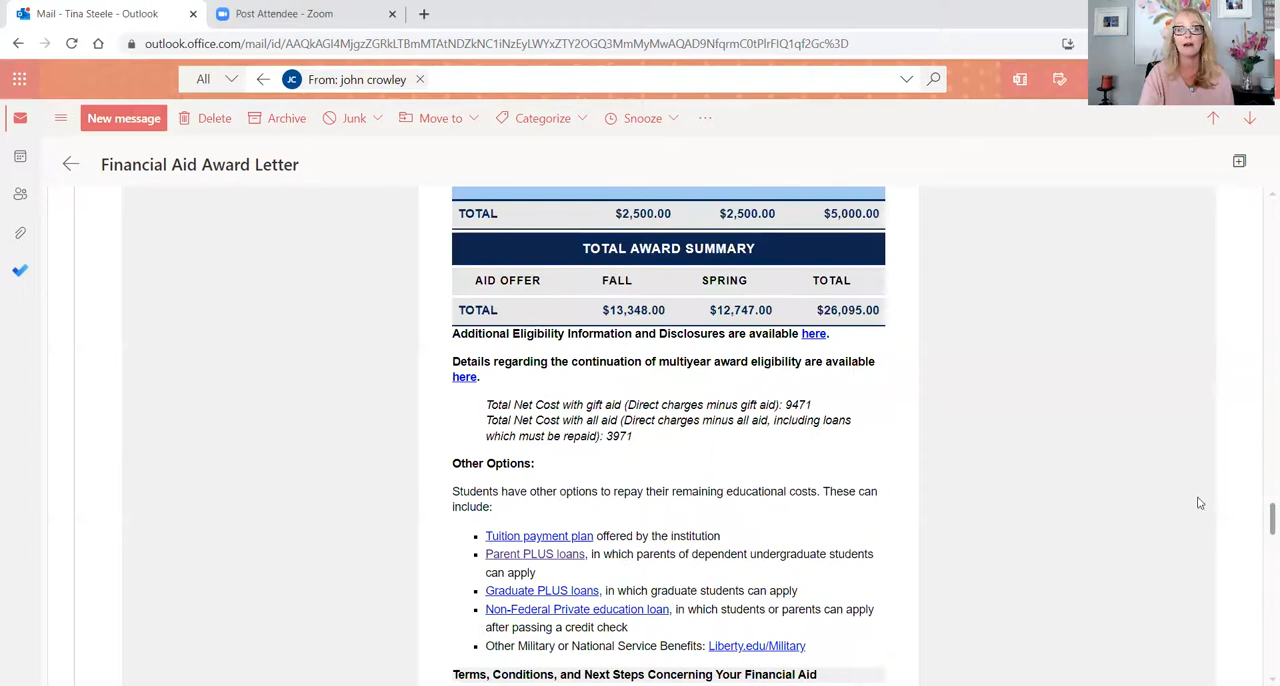 Mail - Tina Steele - Outlook
Post Attendee - Zoom
outlook.office.com/mail/id/AAQkAGI4MjgzZGRkLTBmMTAtNDZkNC1iNzEyLWYxZTY2OGQ3MmMyMwAQAD9NfqrmC0tPlrFIQ1qf2Gc%3D
All
JC
From: john crowley
New message
Delete
Archive
Junk
Move to
Categorize
Snooze
Financial Aid Award Letter
TOTAL $2,500.00 $2,500.00 $5,000.00
TOTAL AWARD SUMMARY
AID OFFER FALL SPRING TOTAL
TOTAL $13,348.00 $12,747.00 $26,095.00
Additional Eligibility Information and Disclosures are available here.
Details regarding the continuation of multiyear award eligibility are available
here.
Total Net Cost with gift aid (Direct charges minus gift aid): 9471
Total Net Cost with all aid (Direct charges minus all aid, including loans
which must be repaid): 3971
Other Options:
Students have other options to repay their remaining educational costs. These can
include:
Tuition payment plan offered by the institution
Parent PLUS loans, in which parents of dependent undergraduate students
can apply
Graduate PLUS loans, in which graduate students can apply
Non-Federal Private education loan, in which students or parents can apply
after passing a credit check
Other Military or National Service Benefits: Liberty.edu/Military
Terms, Conditions, and Next Steps Concerning Your Financial Aid